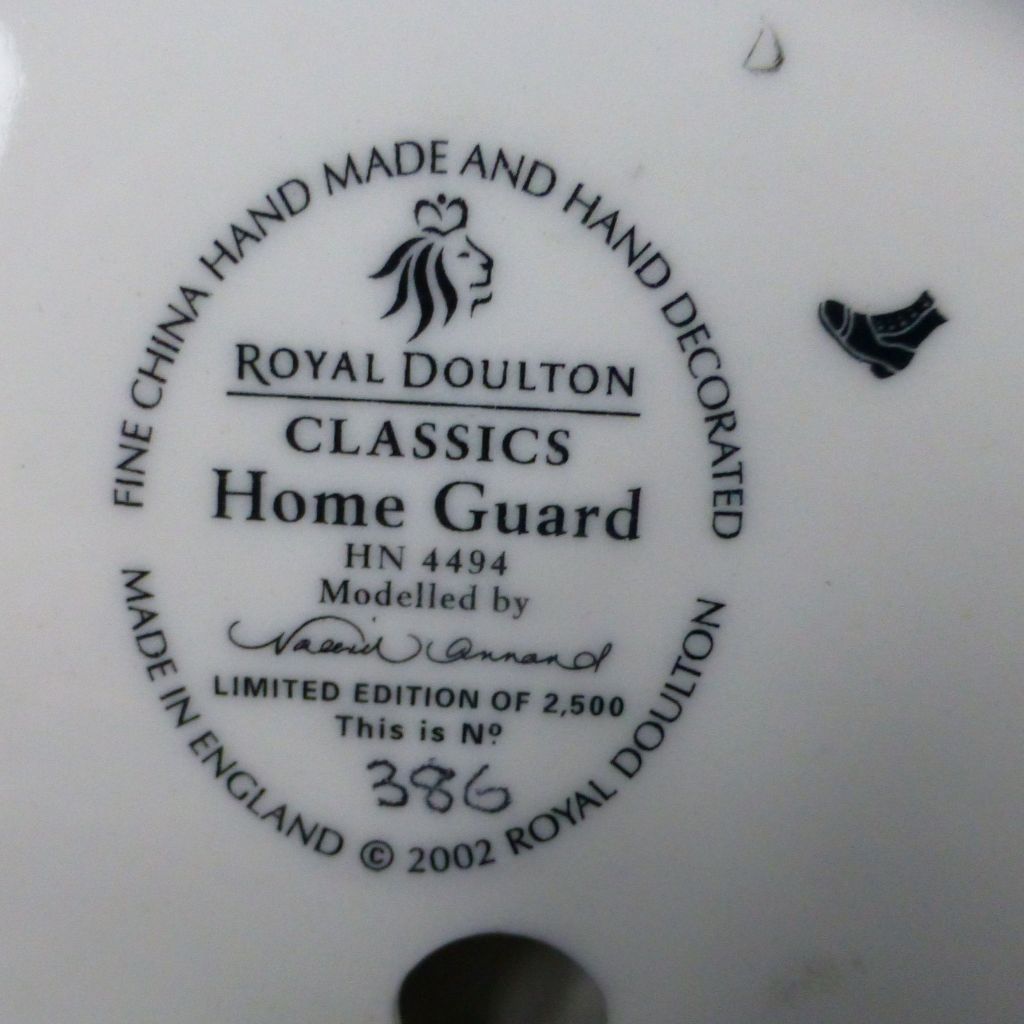 FINE CHINA HAND MADE AND HAND DECORATED
ROYAL DOULTON
CLASSICS
Home Guard
HN 4494
Modelled by
LIMITED EDITION OF 2,500
This is Nº
386
MADE IN ENGLAND © 2002 ROYAL DOULTON